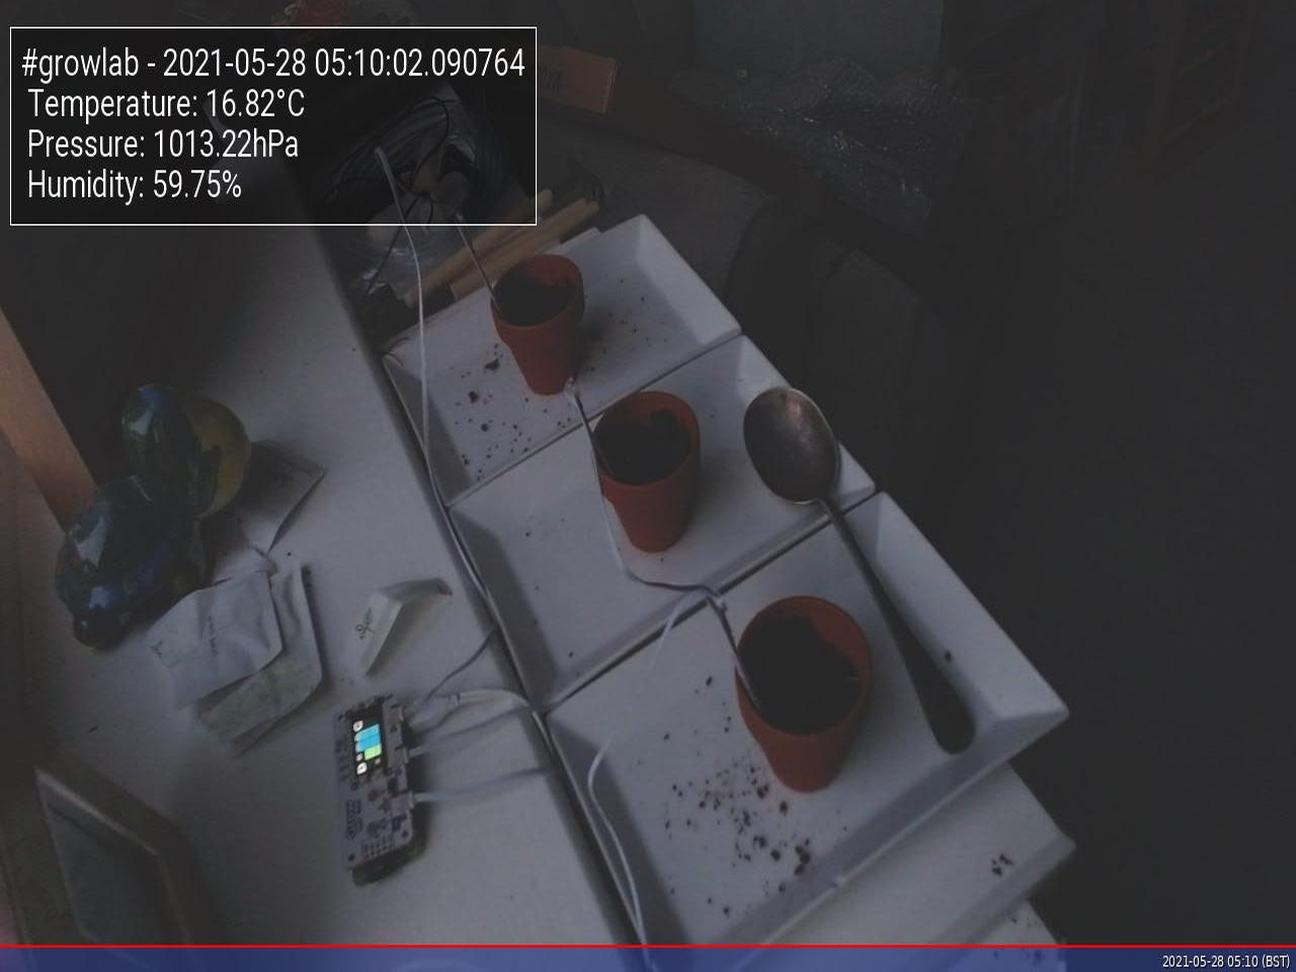 #growlab - 2021-05-28 05:10:02.090764
Temperature: 16.82°C
Pressure: 1013.22hPa
Humidity: 59.75%
2021-05-28 05:10 (BST)